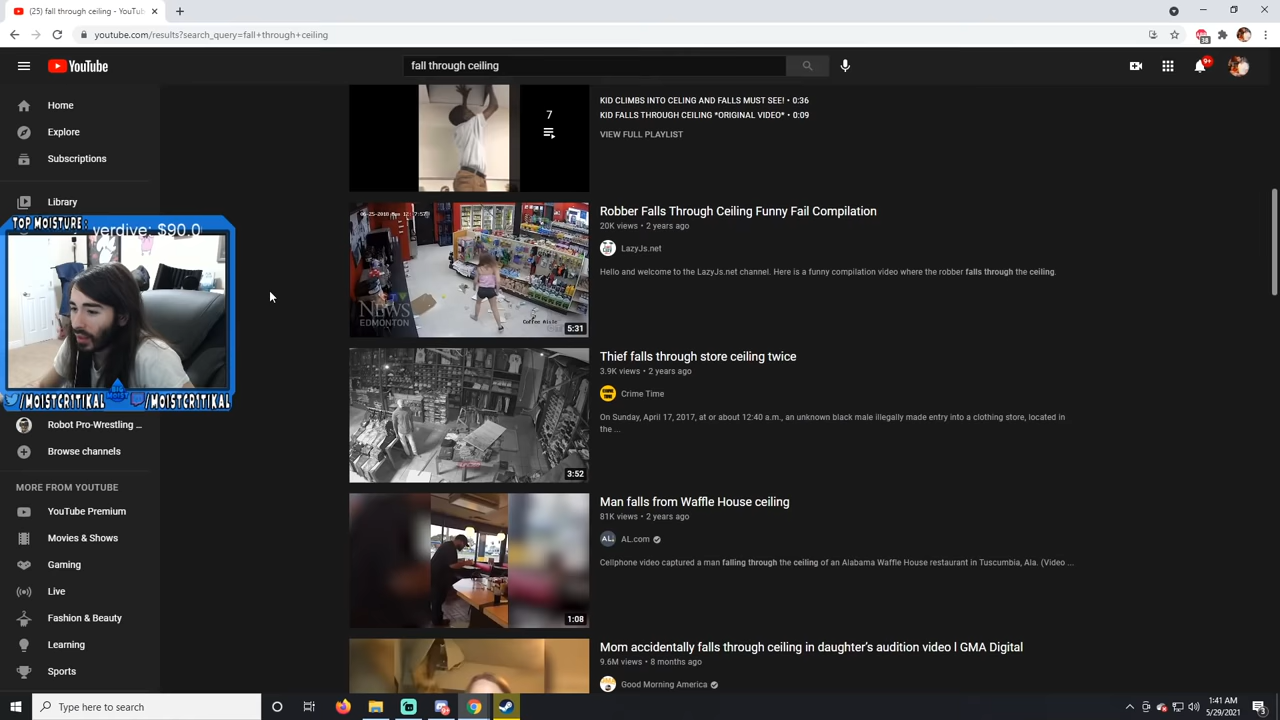 (25) fall through ceiling - YouTub
youtube.com/results?search_query=fall+through+ceiling
38
YouTube
fall through ceiling
9+
Home
Explore
Subscriptions
Library
TOP MOISTURE:
verdive: $90.0
/MOISTCR1TIKAL
/MOISTCR1TIKAL
Robot Pro-Wrestling ...
Browse channels
MORE FROM YOUTUBE
YouTube Premium
Movies & Shows
Gaming
Live
Fashion & Beauty
Learning
Sports
7
KID CLIMBS INTO CELING AND FALLS MUST SEE! • 0:36
KID FALLS THROUGH CEILING *ORIGINAL VIDEO* • 0:09
VIEW FULL PLAYLIST
NEWS
EDMONTON
Coffee Aisle
5:31
Robber Falls Through Ceiling Funny Fail Compilation
20K views • 2 years ago
LazyJs.net
Hello and welcome to the LazyJs.net channel. Here is a funny compilation video where the robber falls through the ceiling.
3:52
Thief falls through store ceiling twice
3.9K views • 2 years ago
Crime Time
On Sunday, April 17, 2017, at or about 12:40 a.m., an unknown black male illegally made entry into a clothing store, located in
the ...
1:08
Man falls from Waffle House ceiling
81K views • 2 years ago
AL.
AL.com
Cellphone video captured a man falling through the ceiling of an Alabama Waffle House restaurant in Tuscumbia, Ala. (Video ...
Mom accidentally falls through ceiling in daughter's audition video l GMA Digital
9.6M views • 8 months ago
Good Morning America
Type here to search
1:41 AM
5/29/2021
3